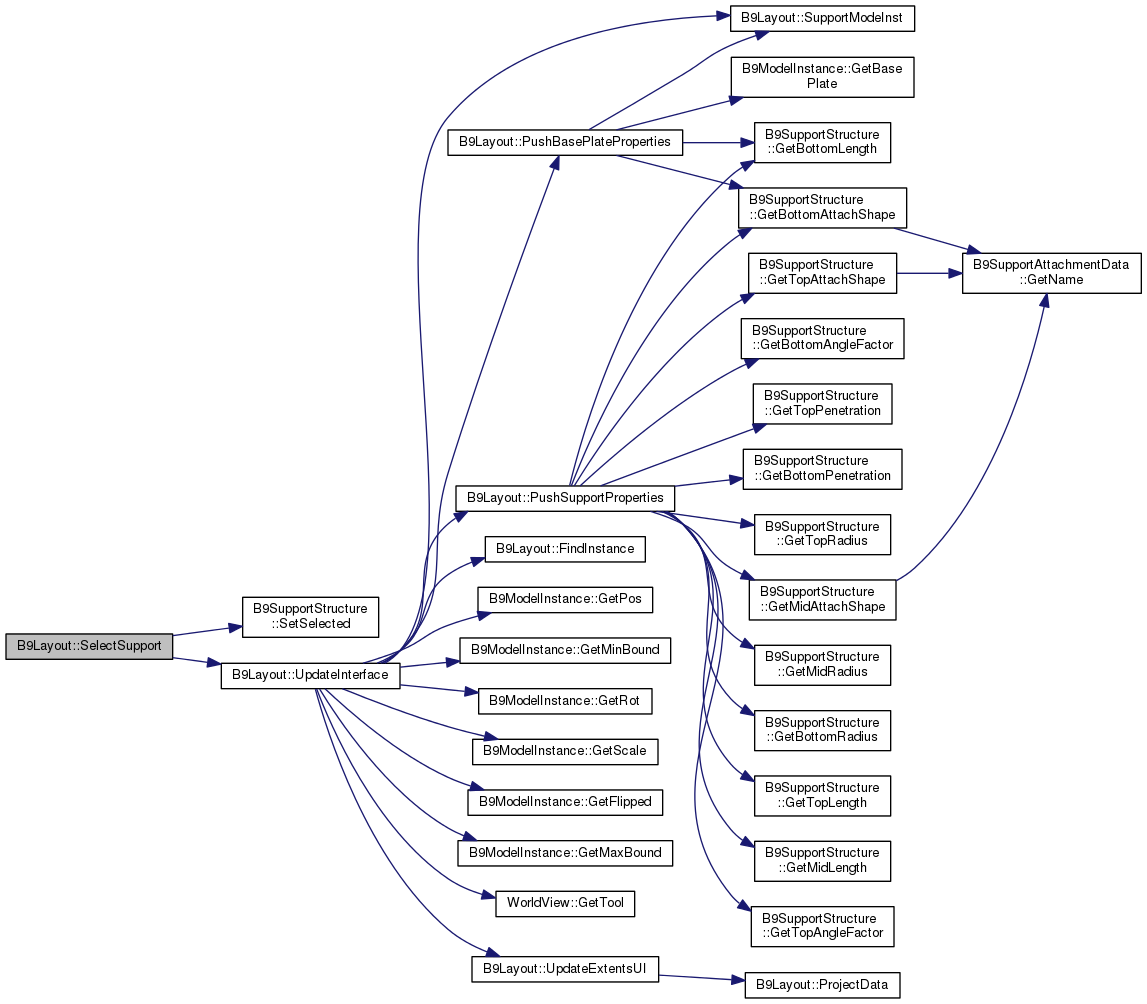 B9Layout::SelectSupport
B9SupportStructure
::SetSelected
B9Layout::UpdateInterface
B9Layout::PushBasePlateProperties
B9Layout::PushSupportProperties
B9Layout::FindInstance
B9ModelInstance::GetPos
B9ModelInstance::GetMinBound
B9ModelInstance::GetRot
B9ModelInstance::GetScale
B9ModelInstance::GetFlipped
B9ModelInstance::GetMaxBound
WorldView::GetTool
B9Layout::UpdateExtentsUI
B9Layout::SupportModeInst
B9ModelInstance::GetBase
Plate
B9SupportStructure
::GetBottomLength
B9SupportStructure
::GetBottomAttachShape
B9SupportStructure
::GetTopAttachShape
B9SupportStructure
::GetBottomAngleFactor
B9SupportStructure
::GetTopPenetration
B9SupportStructure
::GetBottomPenetration
B9SupportStructure
::GetTopRadius
B9SupportStructure
::GetMidAttachShape
B9SupportStructure
::GetMidRadius
B9SupportStructure
::GetBottomRadius
B9SupportStructure
::GetTopLength
B9SupportStructure
::GetMidLength
B9SupportStructure
::GetTopAngleFactor
B9Layout::ProjectData
B9SupportAttachmentData
::GetName